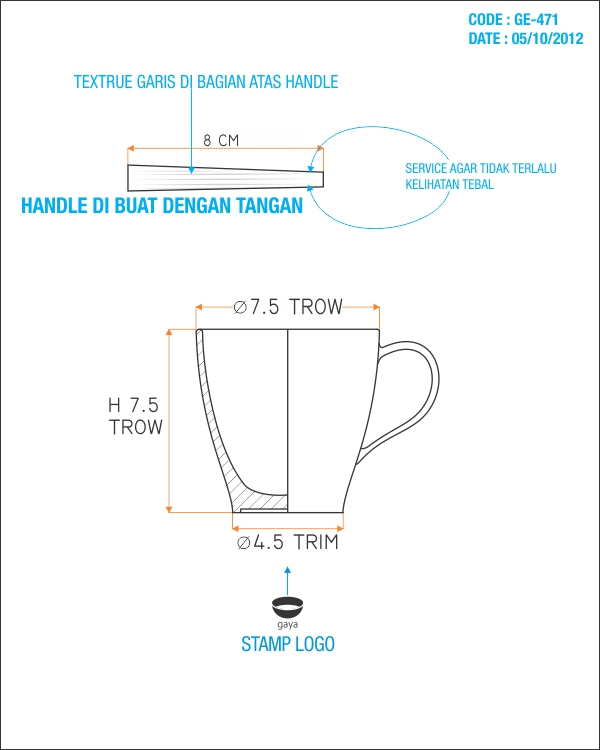 CODE : GE-471
DATE : 05/10/2012
TEXTRUE GARIS DI BAGIAN ATAS HANDLE
8 CM
SERVICE AGAR TIDAK TERLALU
KELIHATAN TEBAL
HANDLE DI BUAT DENGAN TANGAN
⌀7.5 TROW
H 7.5
TROW
⌀4.5 TRIM
gaya
STAMP LOGO